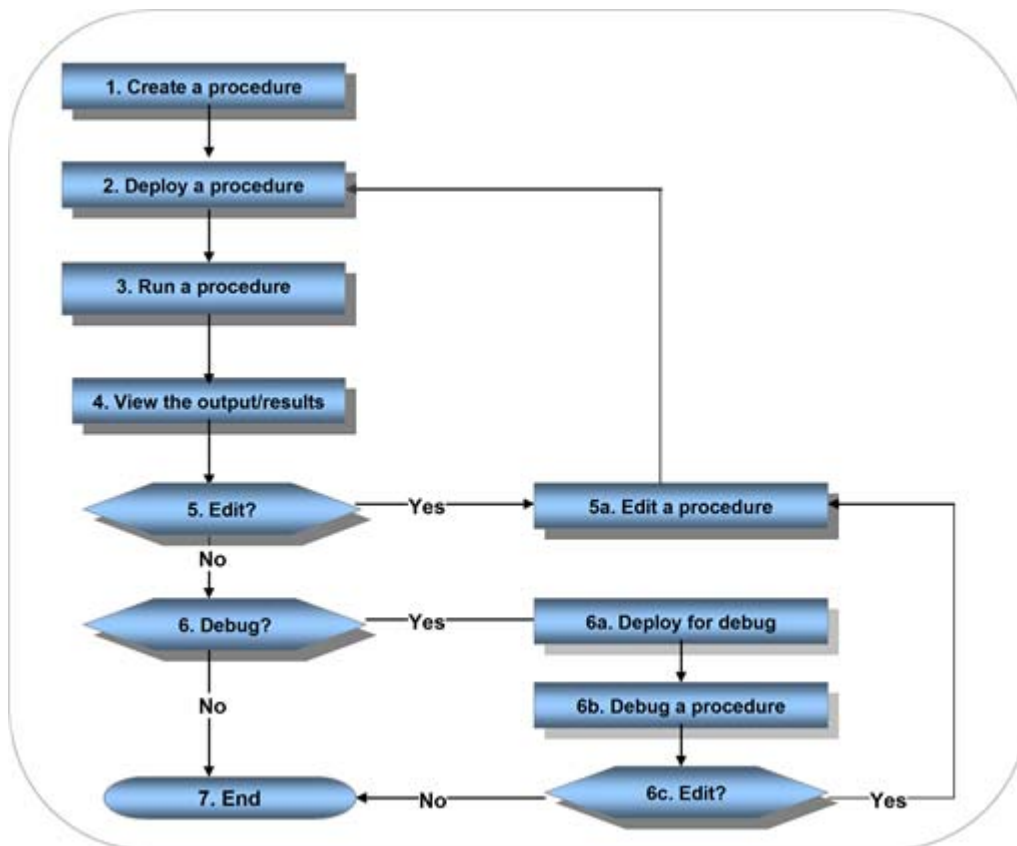 1. Create a procedure
2. Deploy a procedure
3. Run a procedure
4. View the output/results
5. Edit?
Yes
5a. Edit a procedure
No
6. Debug?
Yes
6a. Deploy for debug
No
6b. Debug a procedure
7. End
No
6c. Edit?
Yes